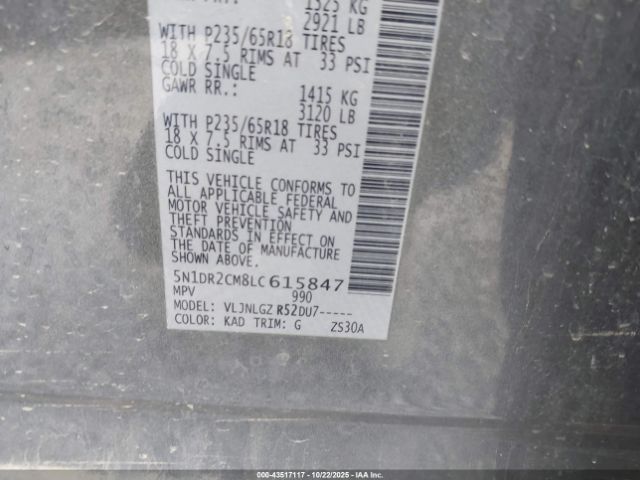 1325 KG
2921 LB
WITH P235/65R18 TIRES
18 X 7.5 RIMS AT 33 PSI
COLD SINGLE
GAWR RR.: 1415 KG
3120 LB
WITH P235/65R18 TIRES
18 X 7.5 RIMS AT 33 PSI
COLD SINGLE
THIS VEHICLE CONFORMS TO
ALL APPLICABLE FEDERAL
MOTOR VEHICLE SAFETY AND
THEFT PREVENTION
STANDARDS IN EFFECT ON
THE DATE OF MANUFACTURE
SHOWN ABOVE.
5N1DR2CM8LC615847
MPV 990
MODEL: VLJNLGZ R52DU7-----
COLOR: KAD TRIM: G ZS30A
© IAA 000-43517117 - 10/22/2025 - IAAI.COM